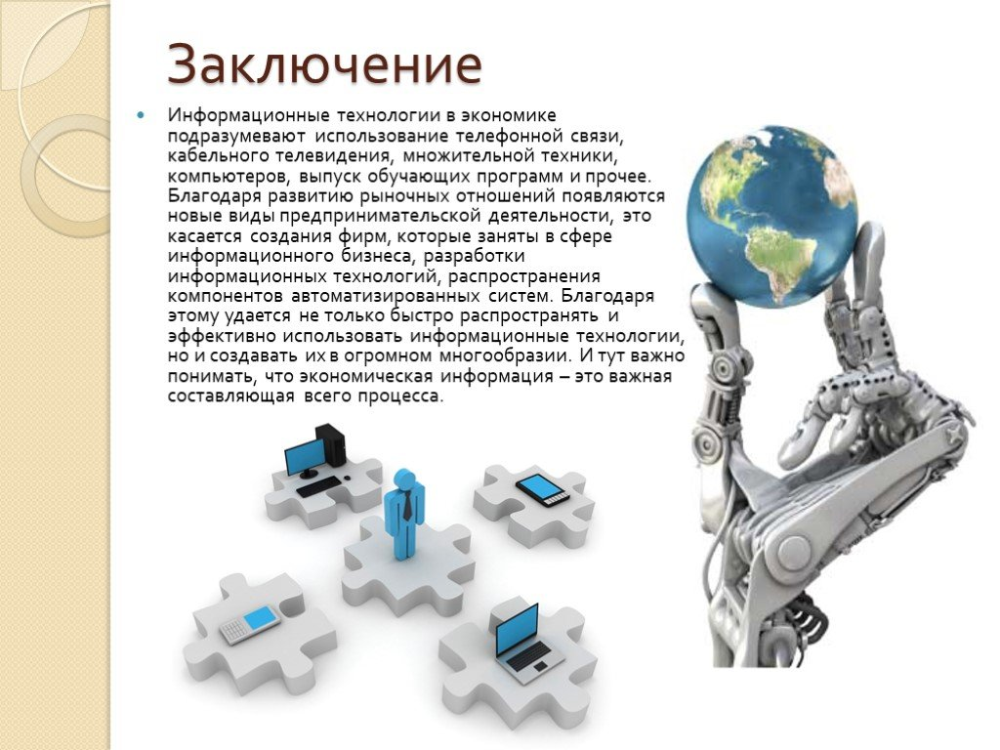 Заключение
Информационные технологии в экономике
подразумевают использование телефонной связи,
кабельного телевидения, множительной техники,
компьютеров, выпуск обучающих программ и прочее.
Благодаря развитию рыночных отношений появляются
новые виды предпринимательской деятельности, это
касается создания фирм, которые заняты в сфере
информационного бизнеса, разработки
информационных технологий, распространения
компонентов автоматизированных систем. Благодаря
этому удается не только быстро распространять и
эффективно использовать информационные технологии,
но и создавать их в огромном многообразии. И тут важно
понимать, что экономическая информация – это важная
составляющая всего процесса.